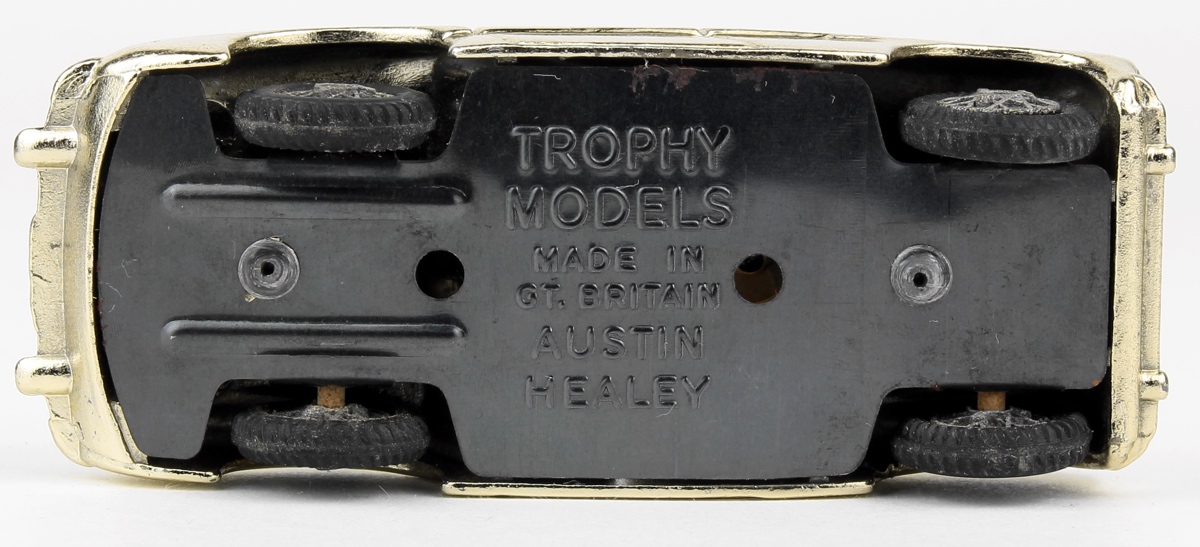 TROPHY
MODELS
MADE IN
GT. BRITAIN
AUSTIN
HEALEY